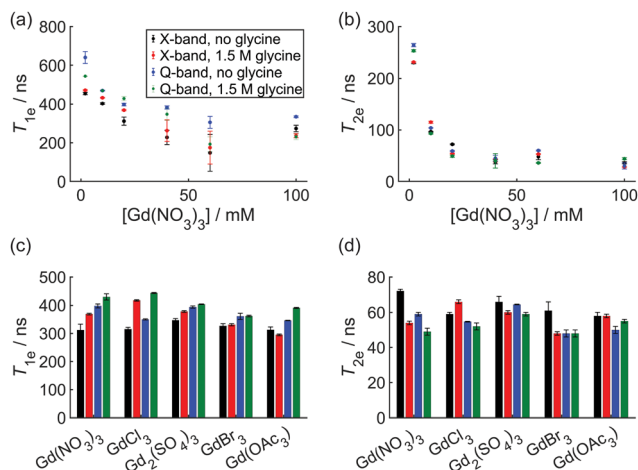 (a)
800
600
400
200
0
T1e / ns
X-band, no glycine
X-band, 1.5 M glycine
Q-band, no glycine
Q-band, 1.5 M glycine
0 50 100
[Gd(NO3)3] / mM
(b)
300
200
100
0
T2e / ns
0 50 100
[Gd(NO3)3] / mM
(c)
500
400
300
200
100
0
T1e / ns
Gd(NO3)3
GdCl3
Gd2(SO4)3
GdBr3
Gd(OAc3)
(d)
80
60
40
20
0
T2e / ns
Gd(NO3)3
GdCl3
Gd2(SO4)3
GdBr3
Gd(OAc3)